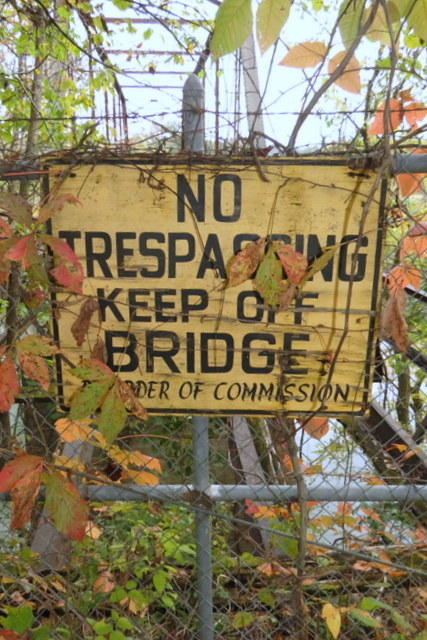 NO
TRESPASSING
KEEP OFF
BRIDGE
ORDER OF COMMISSION